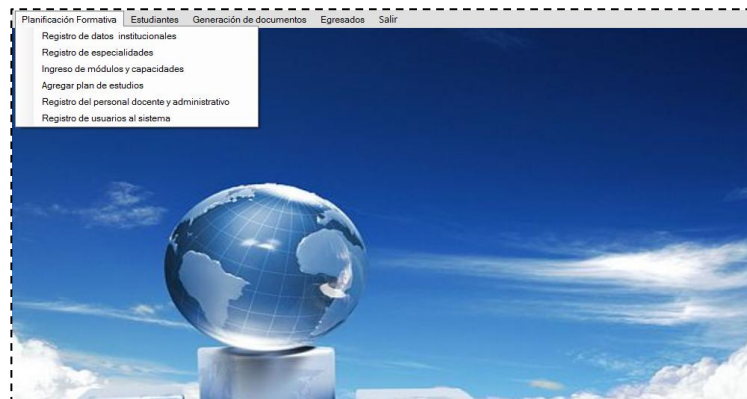 Planificación Formativa Estudiantes Generación de documentos Egresados Salir
Registro de datos institucionales
Registro de especialidades
Ingreso de módulos y capacidades
Agregar plan de estudios
Registro del personal docente y administrativo
Registro de usuarios al sistema